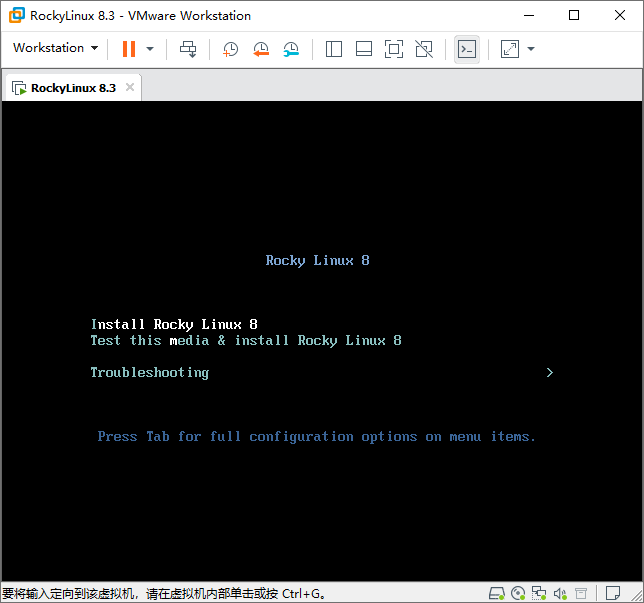 RockyLinux 8.3 - VMware Workstation
Workstation
RockyLinux 8.3
Rocky Linux 8
Install Rocky Linux 8
Test this media & install Rocky Linux 8
Troubleshooting >
Press Tab for full configuration options on menu items.
要将输入定向到该虚拟机，请在虚拟机内部单击或按 Ctrl+G。